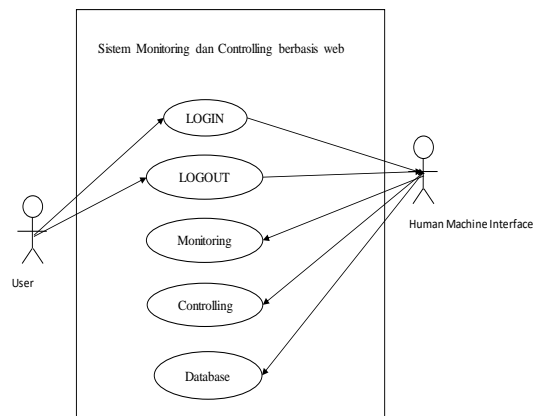 Sistem Monitoring dan Controlling berbasis web
LOGIN
LOGOUT
Monitoring
Human Machine Interface
User
Controlling
Database